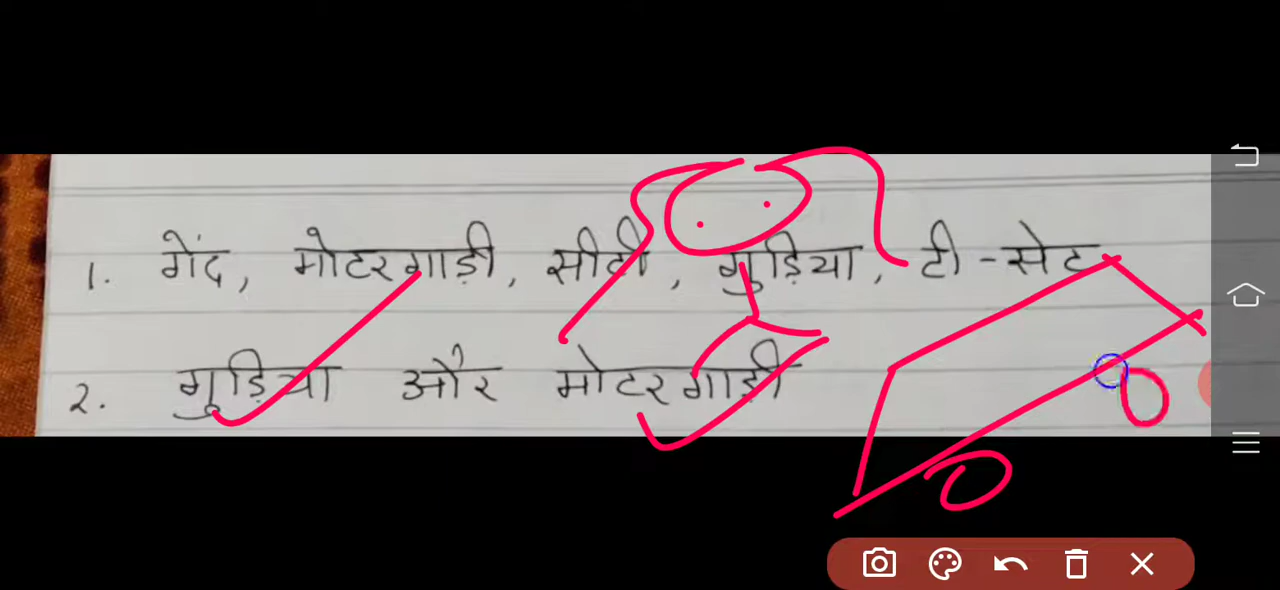 1. गेंद, मोटरगाड़ी, सीटी, गुड़िया, टी-सेट
2. गुड़िया और मोटरगाड़ी